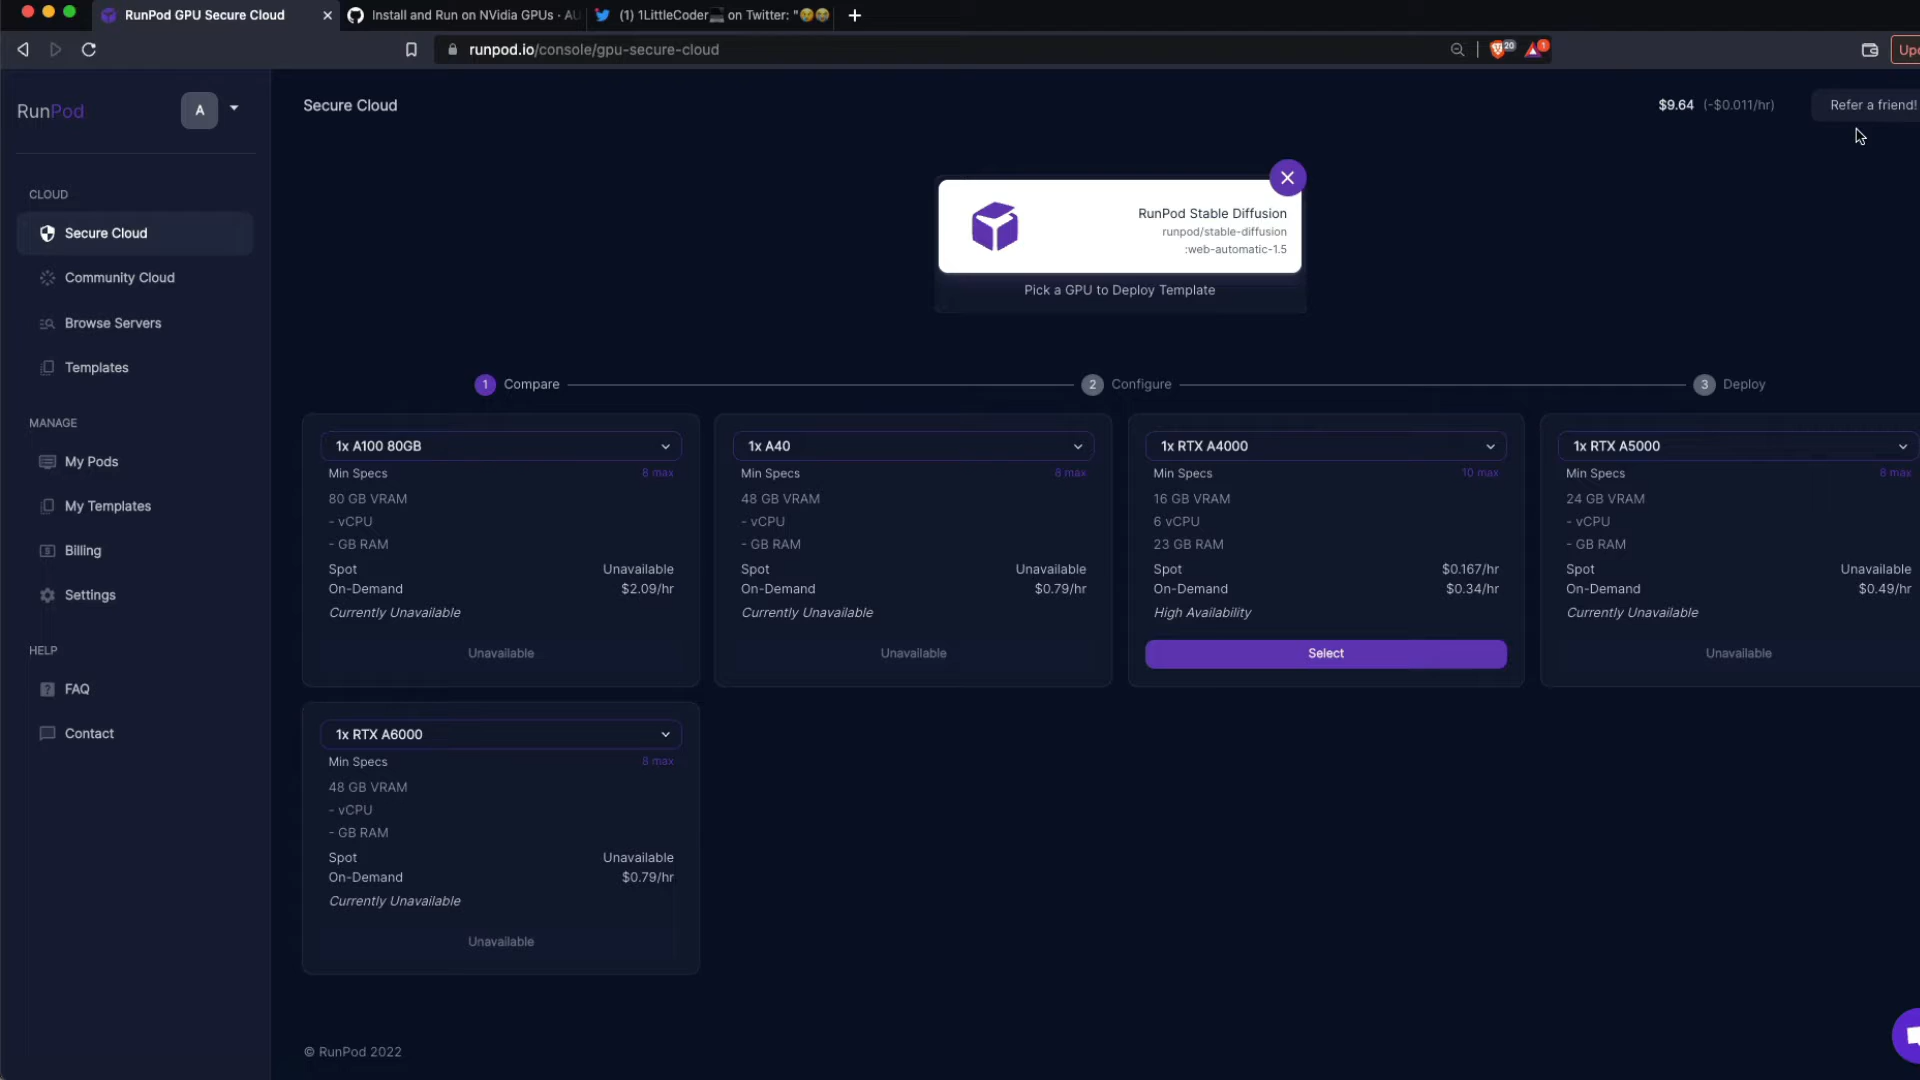 RunPod GPU Secure Cloud
Install and Run on NVidia GPUs · AU
(1) 1LittleCoder💻 on Twitter: "😢😭
runpod.io/console/gpu-secure-cloud
20
1
RunPod
A
Secure Cloud
$9.64 (-$0.011/hr)
Refer a friend!
CLOUD
Secure Cloud
Community Cloud
Browse Servers
Templates
MANAGE
My Pods
My Templates
Billing
Settings
HELP
FAQ
Contact
RunPod Stable Diffusion
runpod/stable-diffusion
:web-automatic-1.5
Pick a GPU to Deploy Template
1 Compare
2 Configure
3 Deploy
1x A100 80GB
Min Specs 8 max
80 GB VRAM
- vCPU
- GB RAM
Spot Unavailable
On-Demand $2.09/hr
Currently Unavailable
Unavailable
1x A40
Min Specs 8 max
48 GB VRAM
- vCPU
- GB RAM
Spot Unavailable
On-Demand $0.79/hr
Currently Unavailable
Unavailable
1x RTX A4000
Min Specs 10 max
16 GB VRAM
6 vCPU
23 GB RAM
Spot $0.167/hr
On-Demand $0.34/hr
High Availability
Select
1x RTX A5000
Min Specs 8 max
24 GB VRAM
- vCPU
- GB RAM
Spot Unavailable
On-Demand $0.49/hr
Currently Unavailable
Unavailable
1x RTX A6000
Min Specs 8 max
48 GB VRAM
- vCPU
- GB RAM
Spot Unavailable
On-Demand $0.79/hr
Currently Unavailable
Unavailable
© RunPod 2022